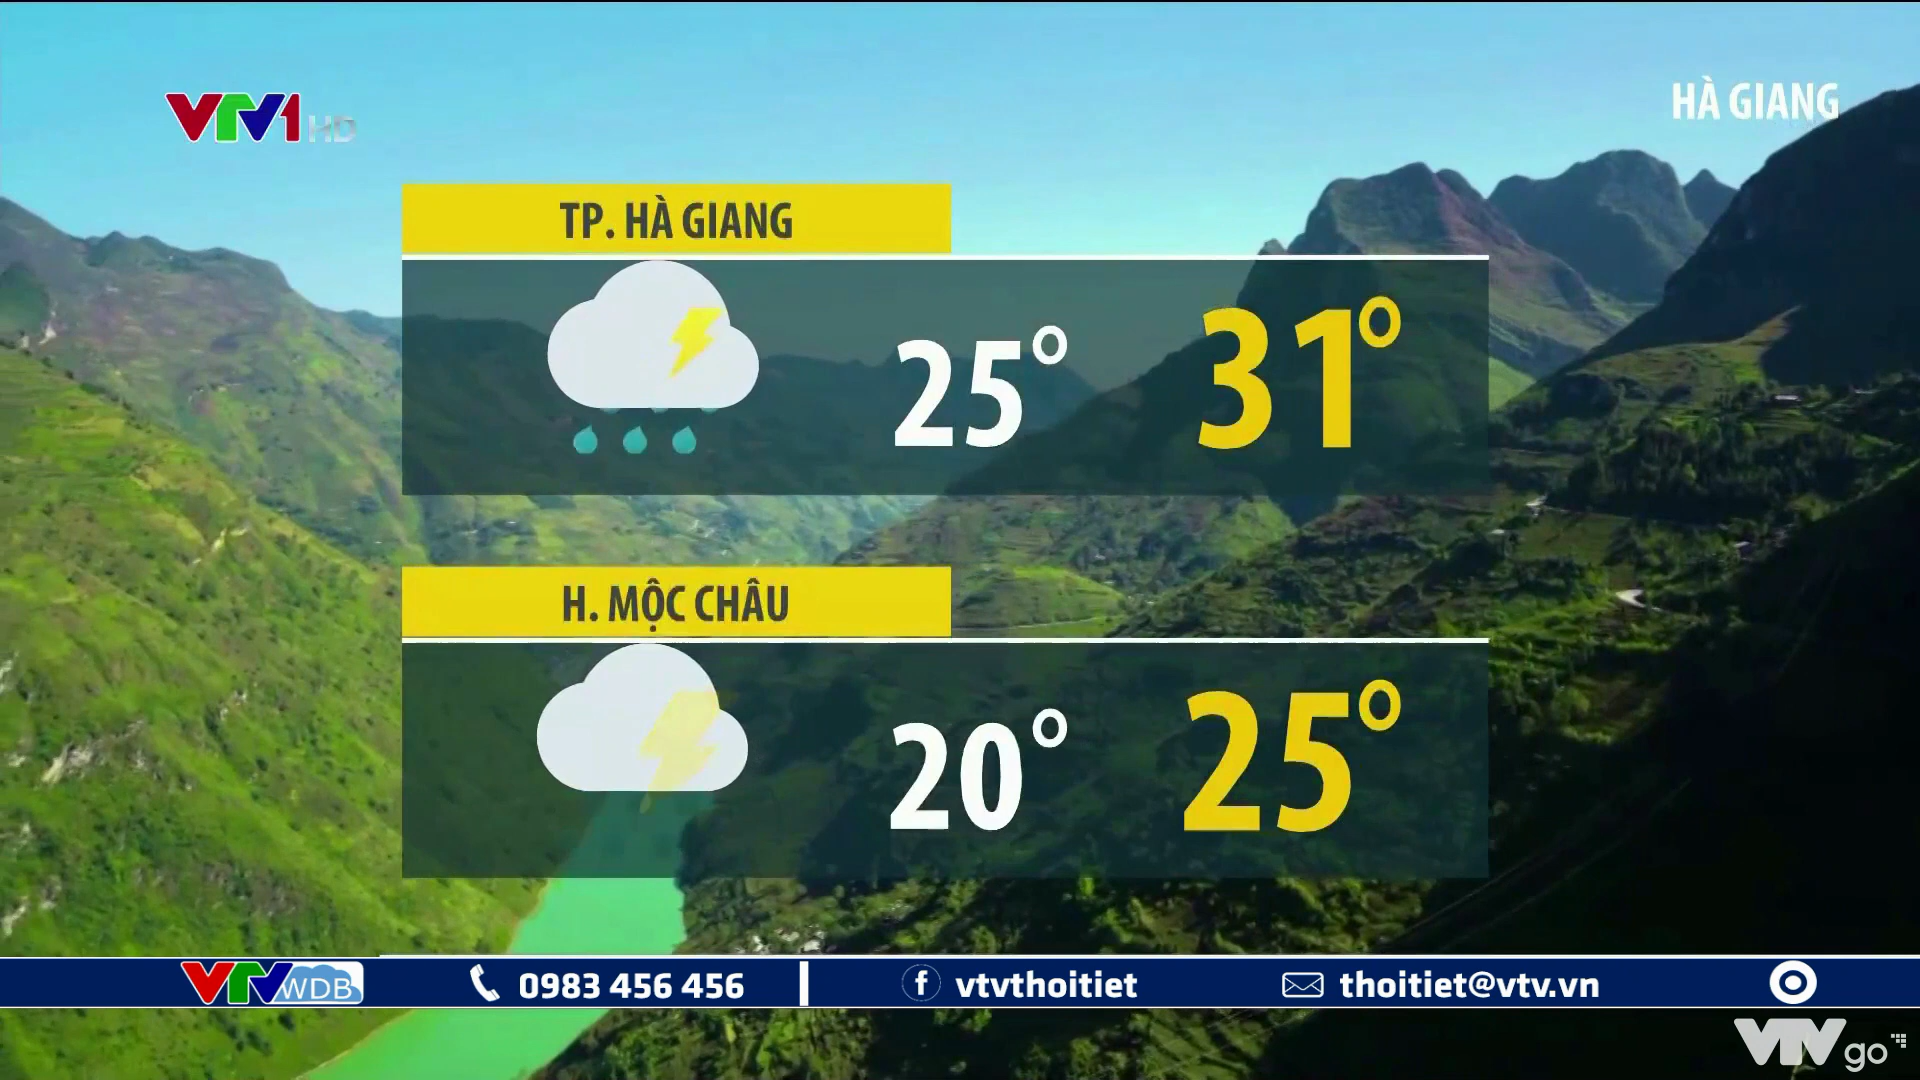 VTV1 HD
HÀ GIANG
TP. HÀ GIANG
25° 31°
H. MỘC CHÂU
20° 25°
VTV WDB 0983 456 456 vtvthoitiet thoitiet@vtv.vn
VTV go